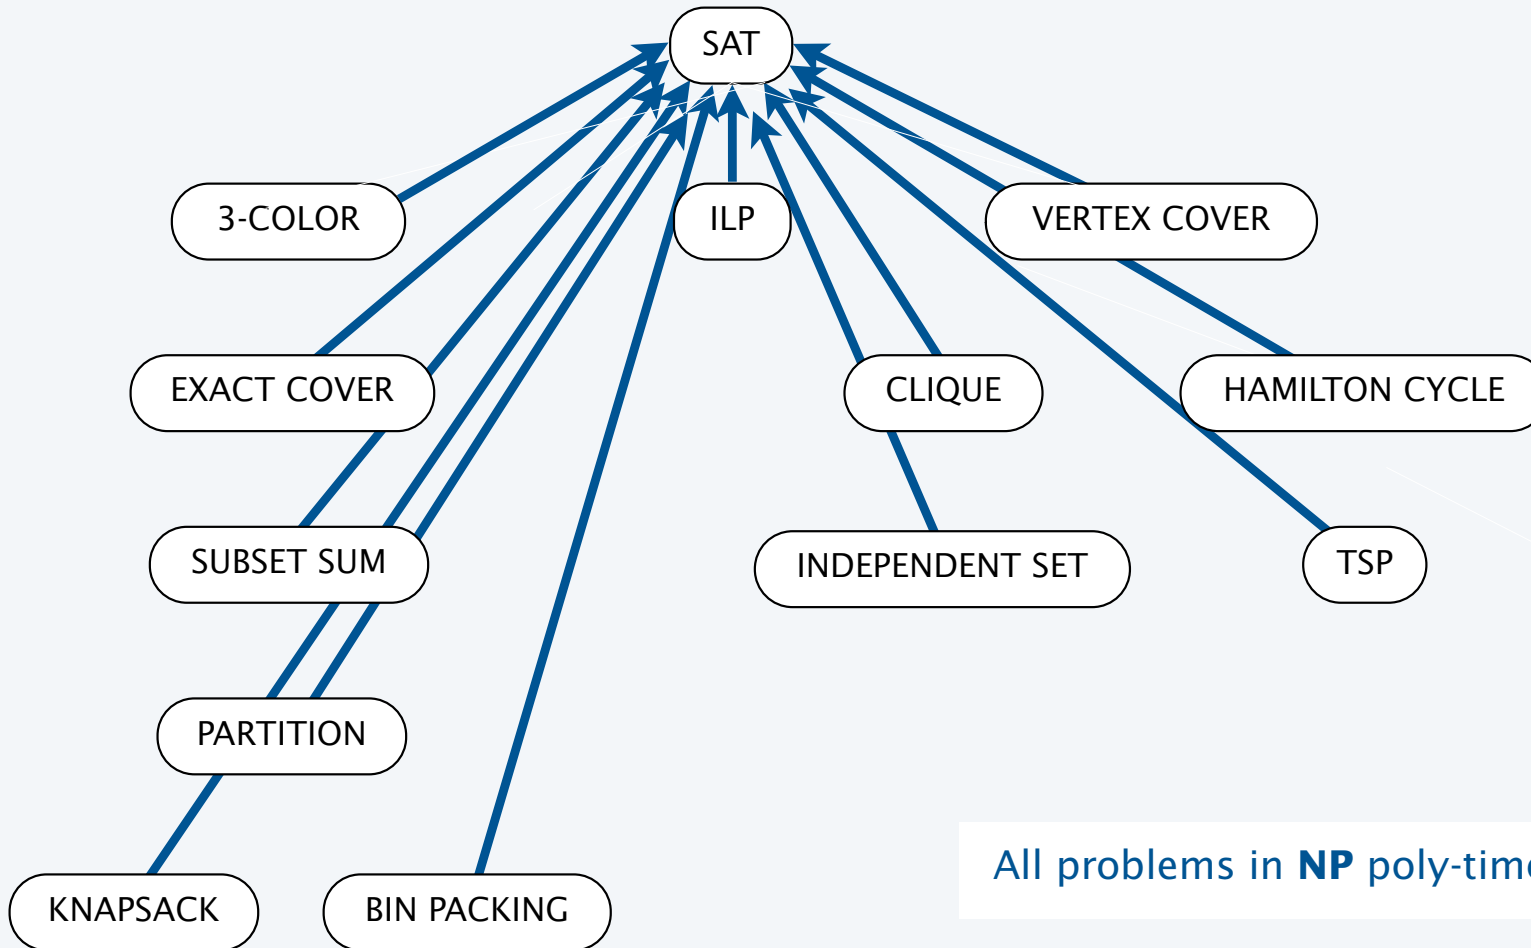 SAT
3-COLOR
ILP
VERTEX COVER
EXACT COVER
CLIQUE
HAMILTON CYCLE
SUBSET SUM
INDEPENDENT SET
TSP
PARTITION
All problems in NP poly-time
KNAPSACK
BIN PACKING